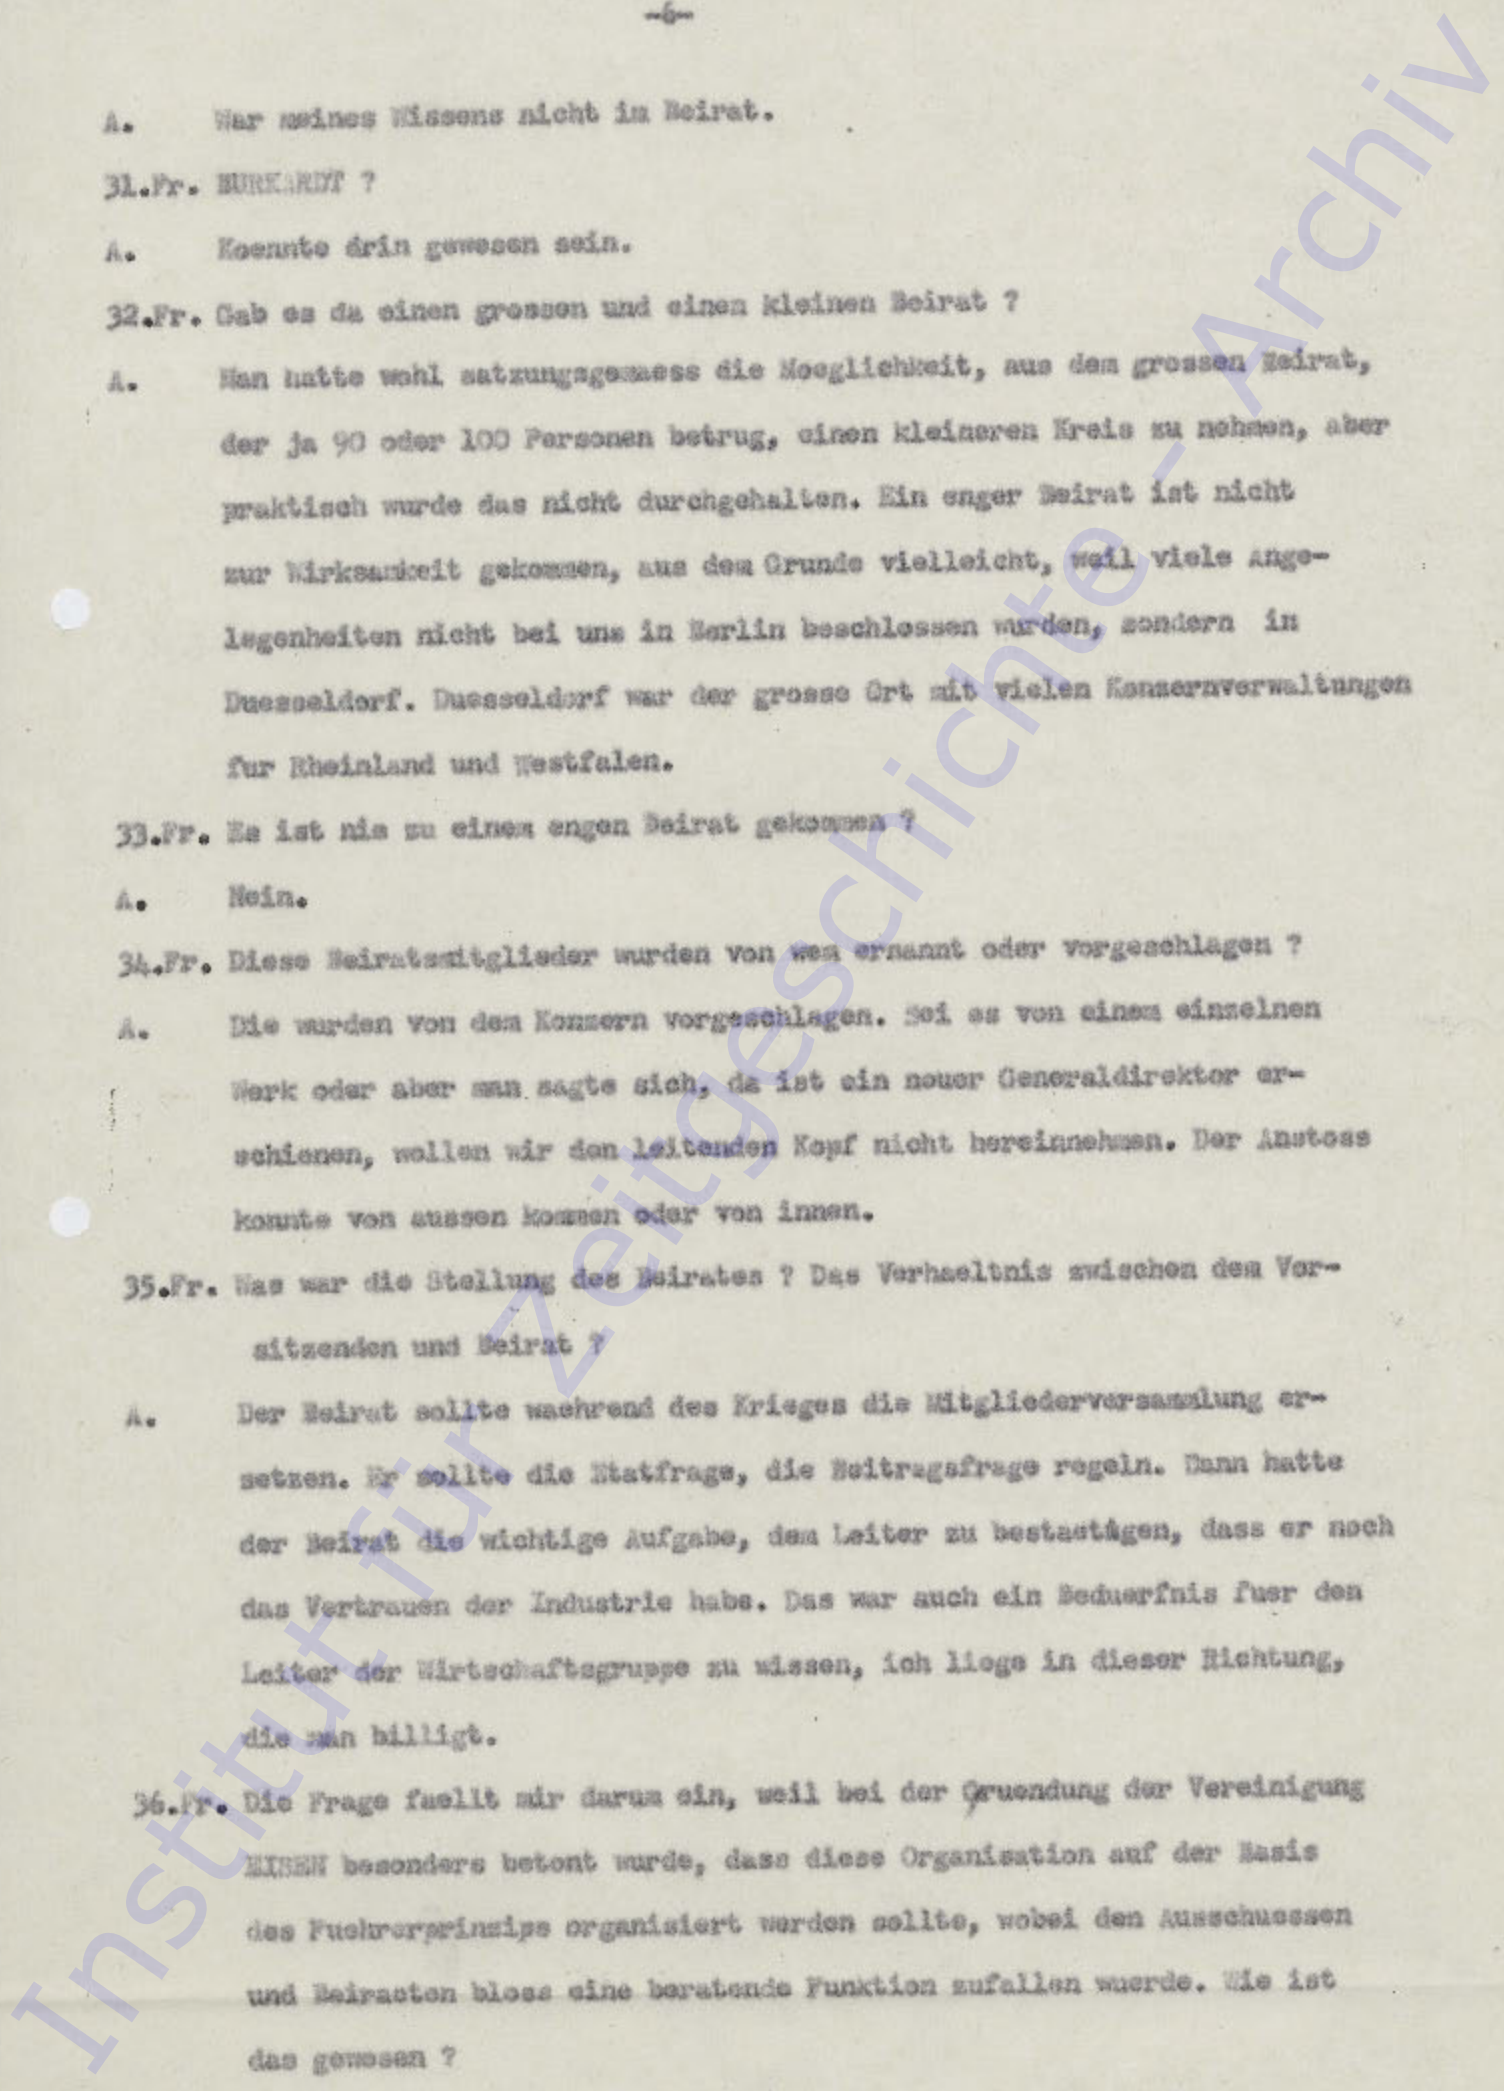 -6-
A. War meines Wissens nicht im Beirat.
31.Fr. BURKARDT ?
A. Koennte drin gewesen sein.
32.Fr. Gab es da einen grossen und einen kleinen Beirat ?
A. Man hatte wohl satzungsgemaess die Moeglichkeit, aus dem grossen Beirat,
der ja 90 oder 100 Personen betrug, einen kleineren Kreis zu nehmen, aber
praktisch wurde das nicht durchgehalten. Ein enger Beirat ist nicht
zur Wirksamkeit gekommen, aus dem Grunde vielleicht, weil viele Ange-
legenheiten nicht bei uns in Berlin beschlossen wurden, sondern in
Duesseldorf. Duesseldorf war der grosse Ort mit vielen Konzernverwaltungen
fur Rheinland und Westfalen.
33.Fr. Es ist nie zu einem engen Beirat gekommen ?
A. Nein.
34.Fr. Diese Beiratsmitglieder wurden von wem ernannt oder vorgeschlagen ?
A. Die wurden von dem Konzern vorgeschlagen. Sei es von einem einzelnen
Werk oder aber man sagte sich, da ist ein neuer Generaldirektor er-
schienen, wollen wir den leitenden Kopf nicht hereinnehmen. Der Anstoss
konnte von aussen kommen oder von innen.
35.Fr. Was war die Stellung des Beirates ? Das Verhaeltnis zwischen dem Vor-
sitzenden und Beirat ?
A. Der Beirat sollte waehrend des Krieges die Mitgliederversammlung er-
setzen. Er sollte die Etatfrage, die Beitragsfrage regeln. Dann hatte
der Beirat die wichtige Aufgabe, dem Leiter zu bestaetigen, dass er noch
das Vertrauen der Industrie habe. Das war auch ein Beduerfnis fuer den
Leiter der Wirtschaftsgruppe zu wissen, ich liege in dieser Richtung,
die man billigt.
36.Fr. Die Frage faellt mir darum ein, weil bei der Gruendung der Vereinigung
EISEN besonders betont wurde, dass diese Organisation auf der Basis
des Fuehrerprinzips organisiert werden sollte, wobei den Ausschuessen
und Beiraeten bloss eine beratende Funktion zufallen wuerde. Wie ist
das gewesen ?
Institut für Zeitgeschichte - Archiv